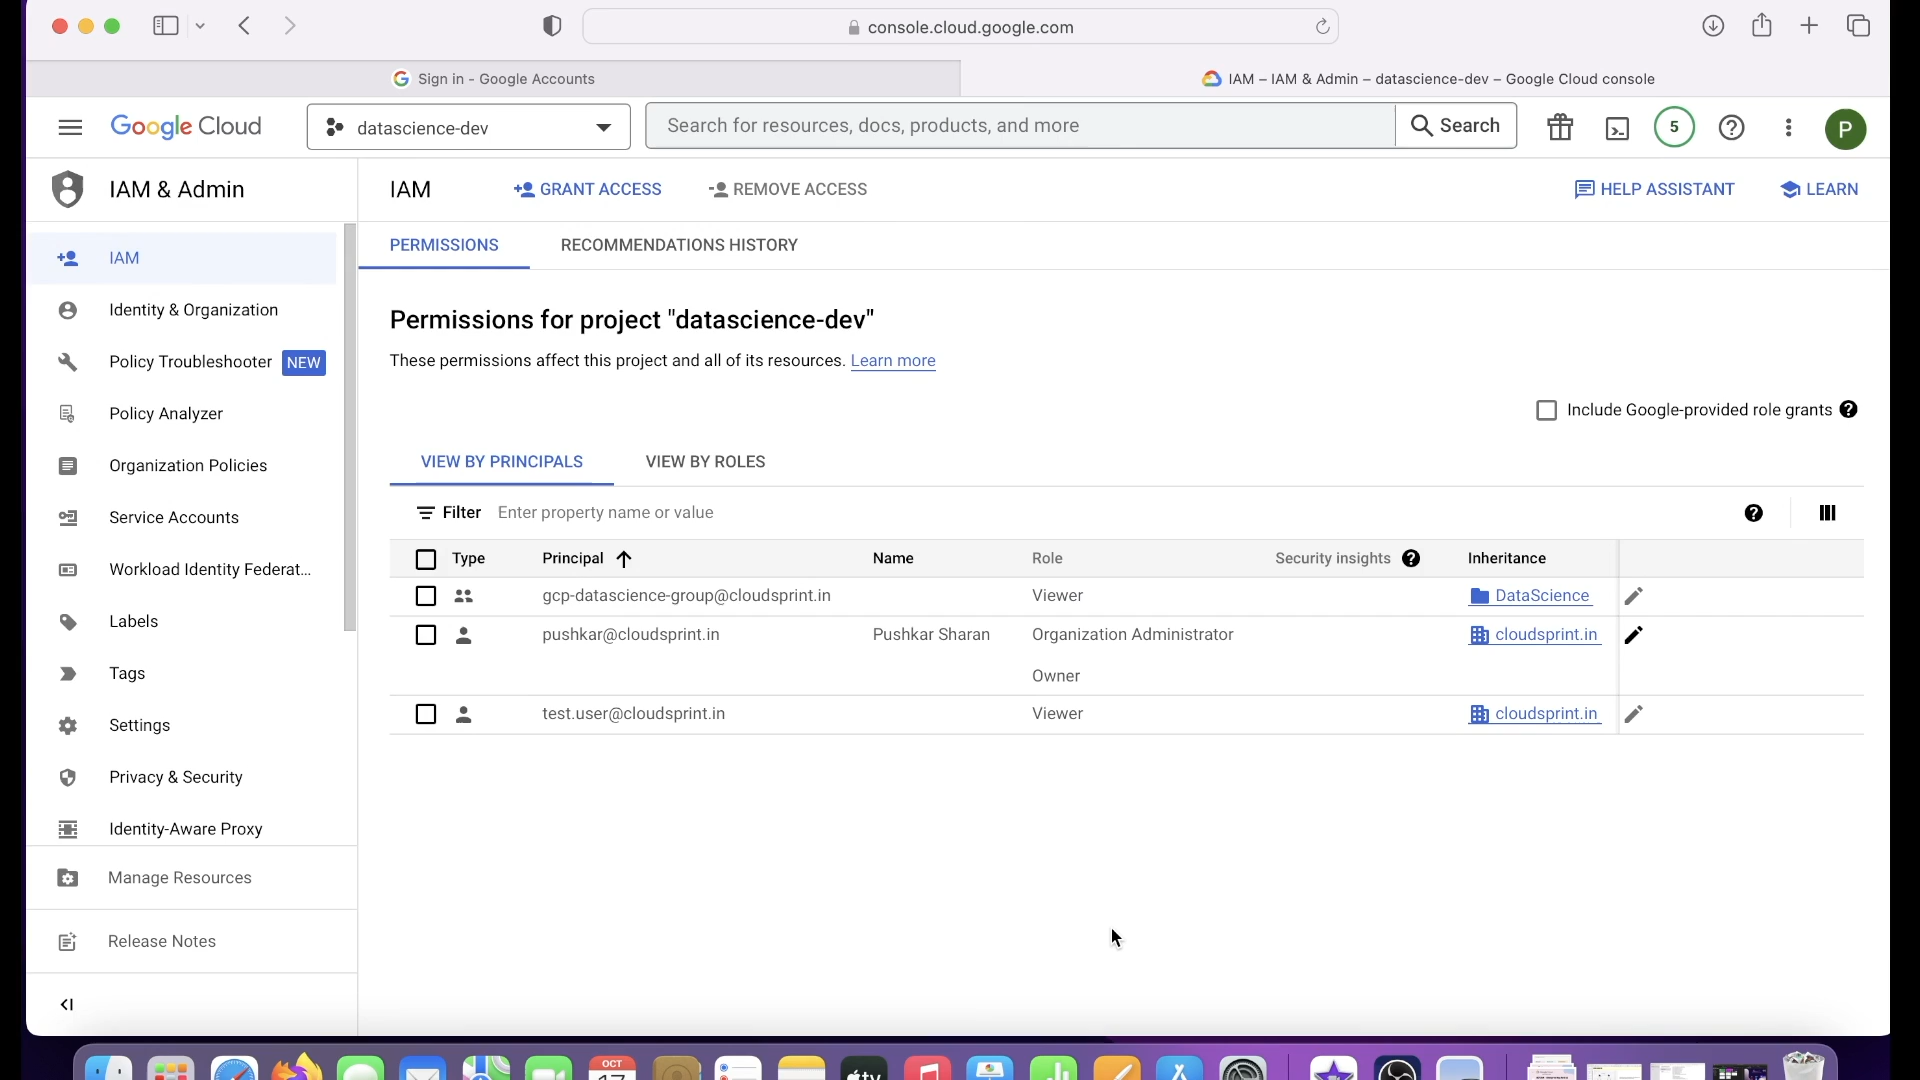 console.cloud.google.com
Sign in - Google Accounts
IAM – IAM & Admin – datascience-dev – Google Cloud console
Google Cloud
datascience-dev
Search for resources, docs, products, and more
Search
5
P
IAM & Admin
IAM
GRANT ACCESS
REMOVE ACCESS
HELP ASSISTANT
LEARN
IAM
Identity & Organization
Policy Troubleshooter NEW
Policy Analyzer
Organization Policies
Service Accounts
Workload Identity Federat...
Labels
Tags
Settings
Privacy & Security
Identity-Aware Proxy
Manage Resources
Release Notes
PERMISSIONS
RECOMMENDATIONS HISTORY
Permissions for project "datascience-dev"
These permissions affect this project and all of its resources. Learn more
Include Google-provided role grants
VIEW BY PRINCIPALS
VIEW BY ROLES
Filter Enter property name or value
Type Principal Name Role Security insights Inheritance
gcp-datascience-group@cloudsprint.in Viewer DataScience
pushkar@cloudsprint.in Pushkar Sharan Organization Administrator cloudsprint.in
Owner
test.user@cloudsprint.in Viewer cloudsprint.in
OCT
17
tv